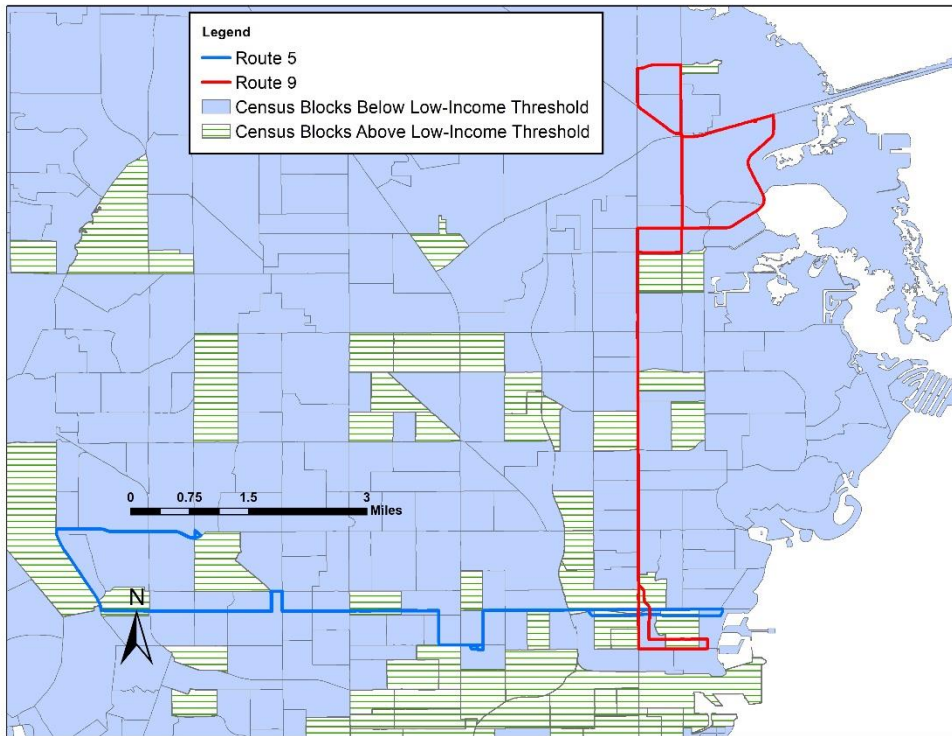 Legend
Route 5
Route 9
Census Blocks Below Low-Income Threshold
Census Blocks Above Low-Income Threshold
0 0.75 1.5 3
Miles
N